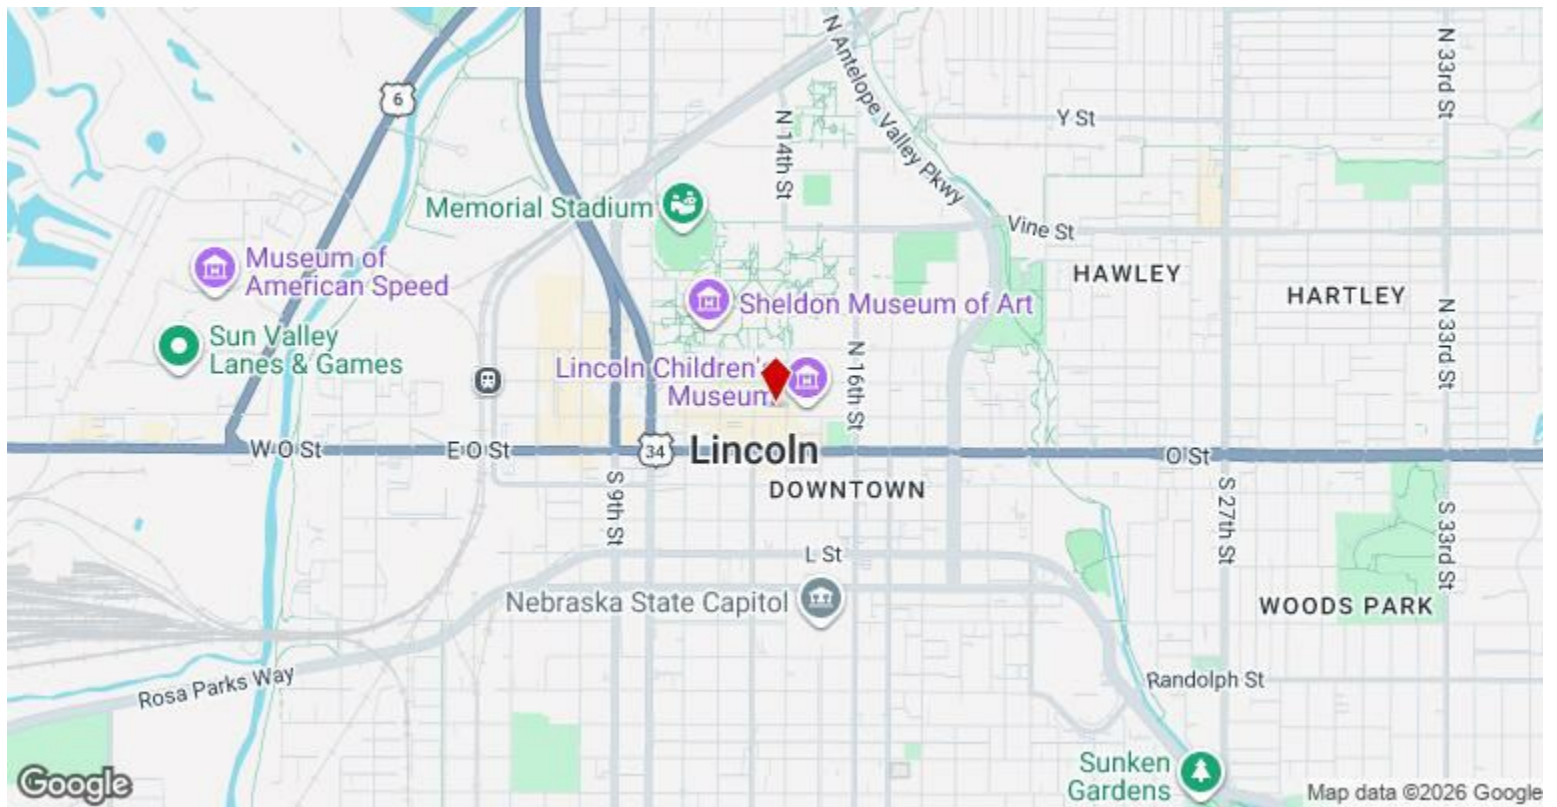 N Antelope Valley Pkwy
N 33rd St
6
Y St
N 14th St
Memorial Stadium
Vine St
Museum of
American Speed
HAWLEY
HARTLEY
Sheldon Museum of Art
N 33rd St
Sun Valley
Lanes & Games
Lincoln Children's
Museum
N 16th St
W O St
E O St
34
Lincoln
O St
DOWNTOWN
S 9th St
S 27th St
S 33rd St
L St
Nebraska State Capitol
WOODS PARK
Rosa Parks Way
Randolph St
Sunken
Gardens
Google
Map data ©2026 Google